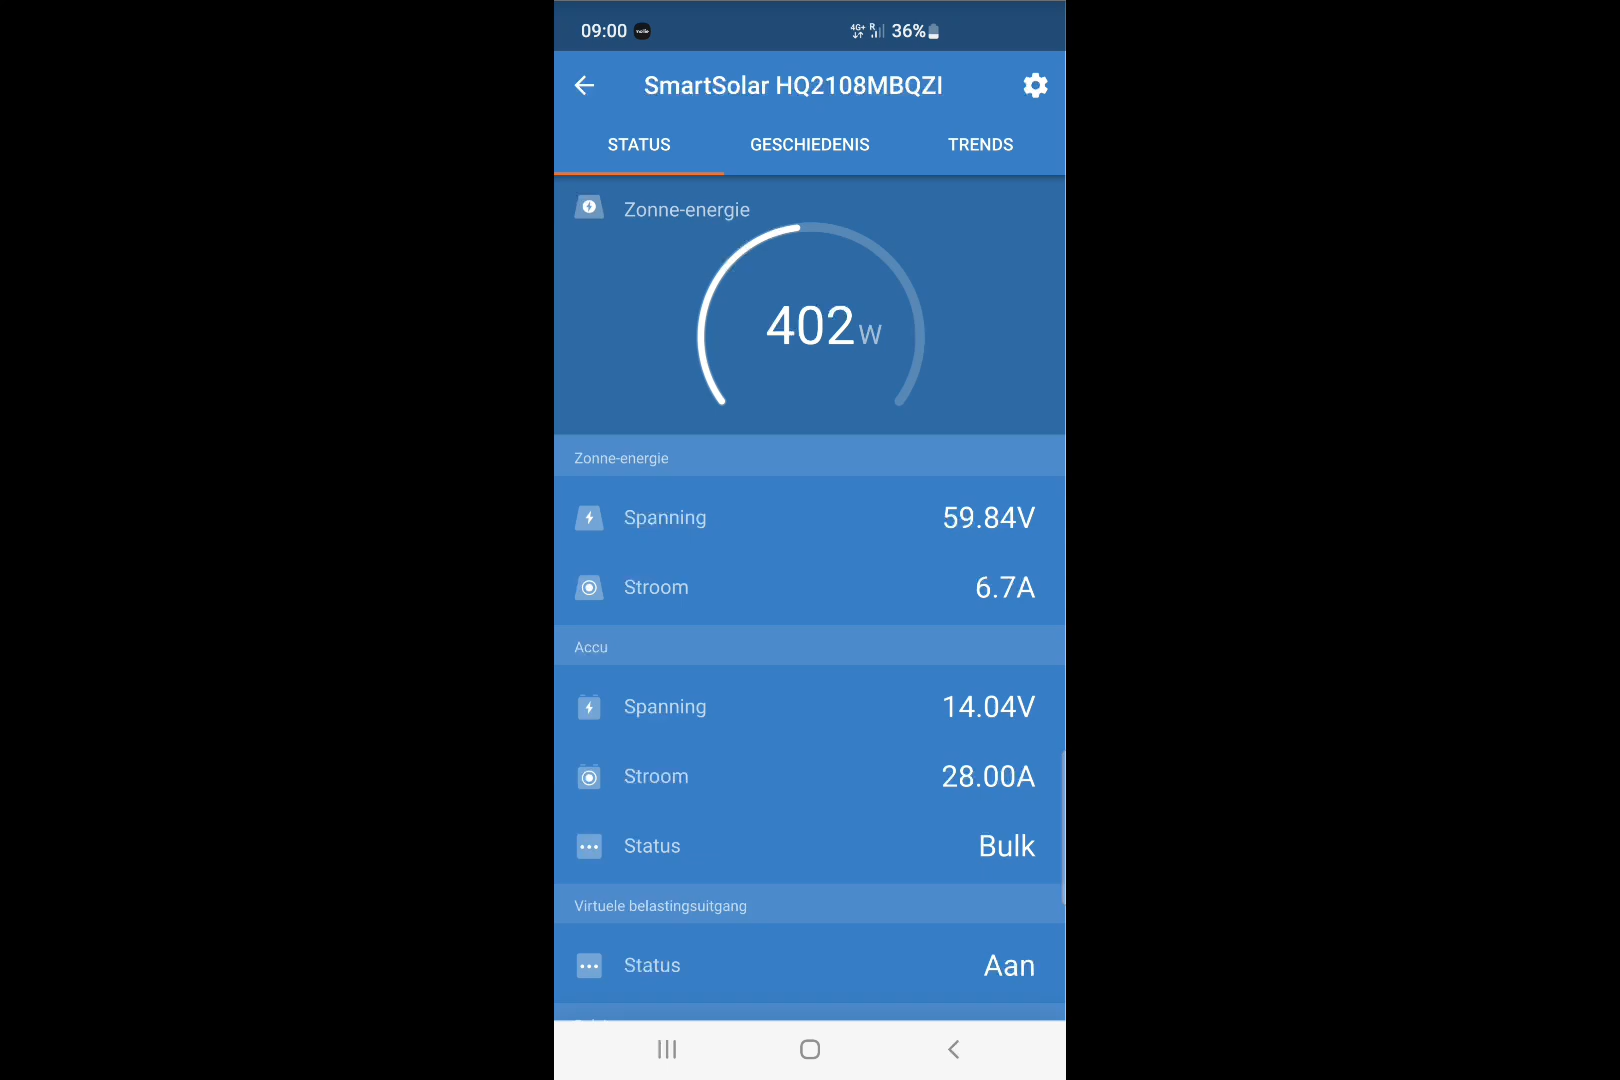 09:00 4G+ R 36%
SmartSolar HQ2108MBQZI
STATUS GESCHIEDENIS TRENDS
Zonne-energie
402W
Zonne-energie
Spanning 59.84V
Stroom 6.7A
Accu
Spanning 14.04V
Stroom 28.00A
Status Bulk
Virtuele belastingsuitgang
Status Aan